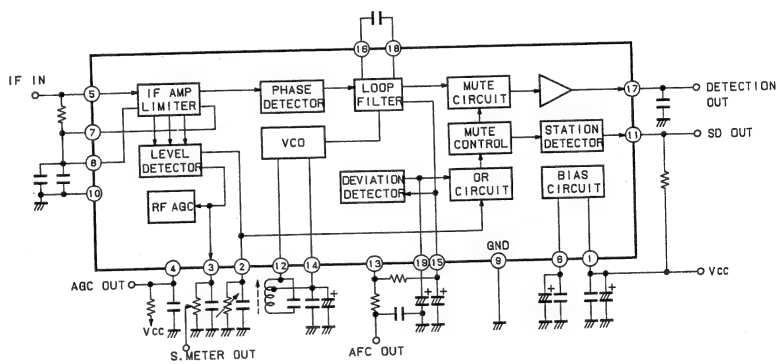 16
18
IF IN
5
IF AMP
LIMITER
PHASE
DETECTOR
LOOP
FILTER
MUTE
CIRCUIT
17
DETECTION
OUT
7
8
LEVEL
DETECTOR
VCO
MUTE
CONTROL
STATION
DETECTOR
11
SD OUT
10
RF AGC
DEVIATION
DETECTOR
OR
CIRCUIT
BIAS
CIRCUIT
GND
4
3
2
12
14
13
19
15
9
6
1
AGC OUT
VCC
VCC
S.METER OUT
AFC OUT